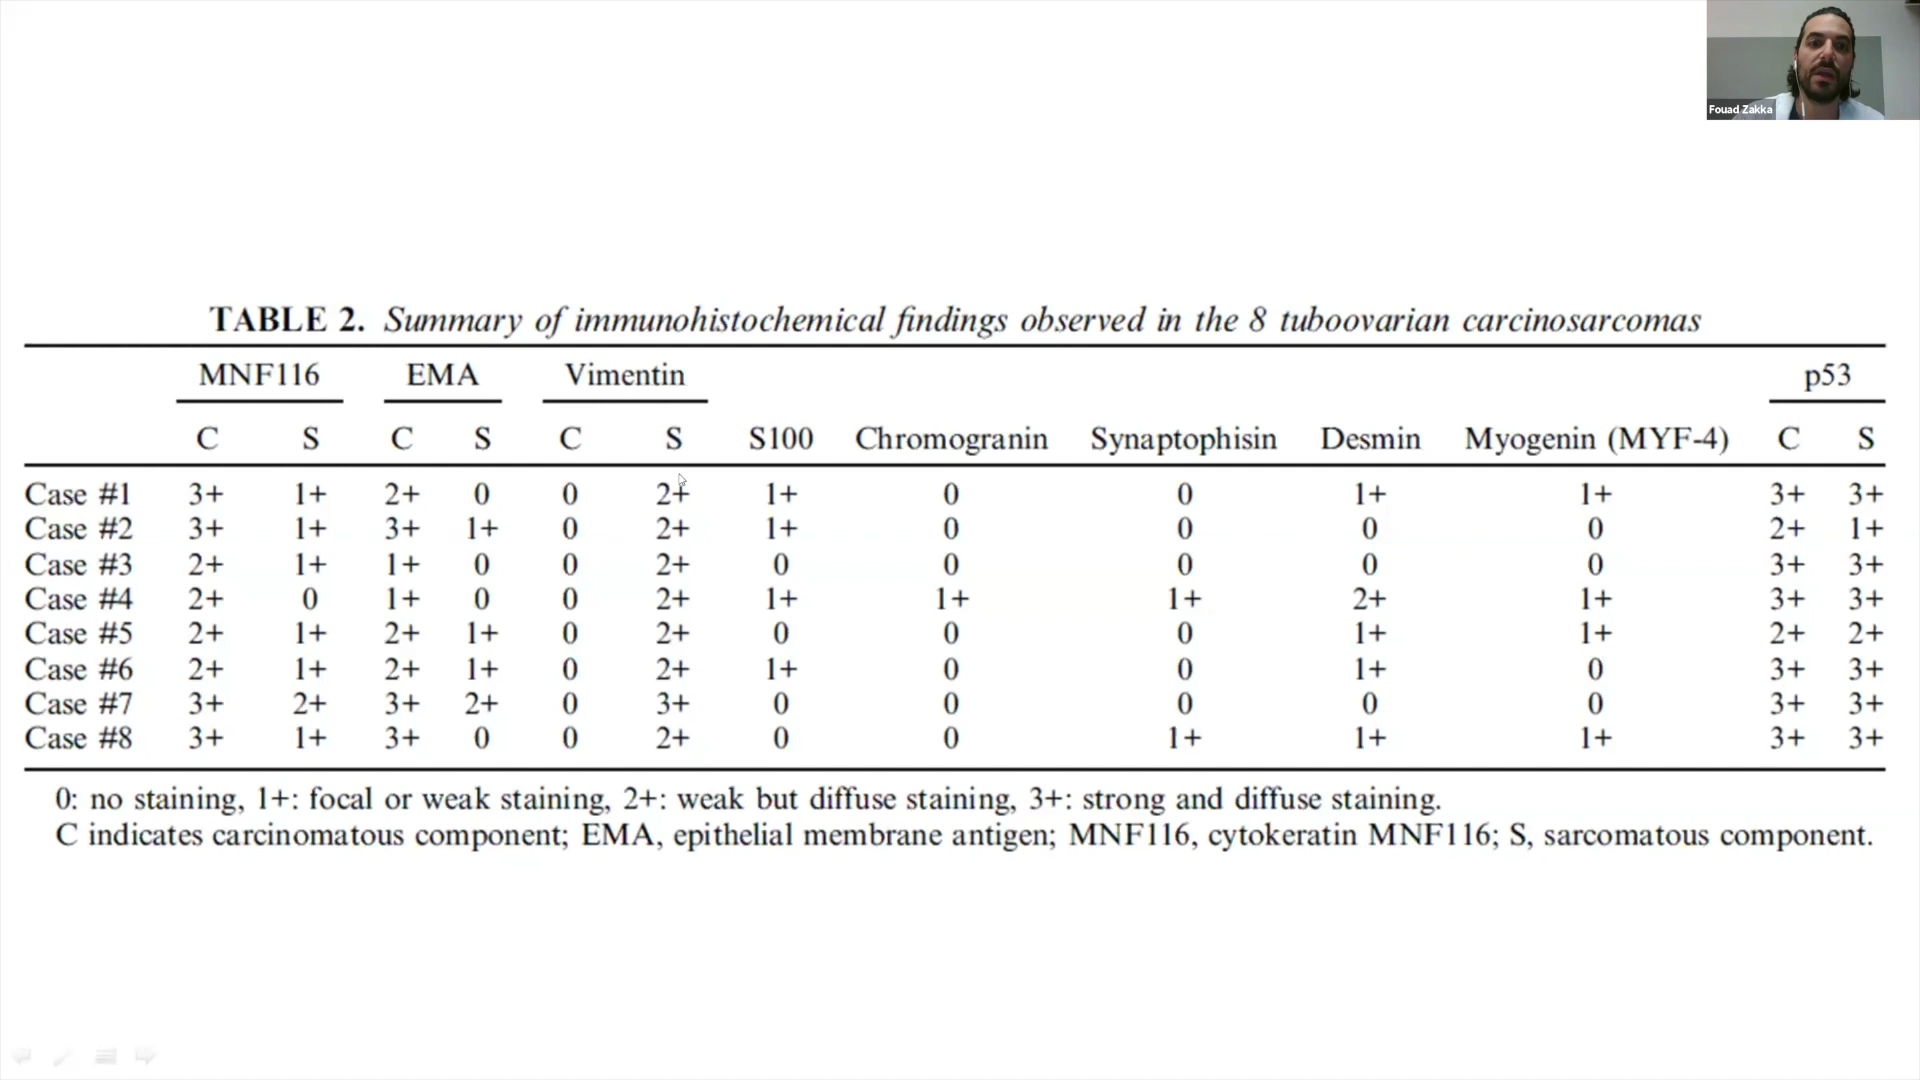 Fouad Zakka
TABLE 2. Summary of immunohistochemical findings observed in the 8 tuboovarian carcinosarcomas
MNF116 EMA Vimentin p53
C S C S C S S100 Chromogranin Synaptophisin Desmin Myogenin (MYF-4) C S
Case #1 3+ 1+ 2+ 0 0 2+ 1+ 0 0 1+ 1+ 3+ 3+
Case #2 3+ 1+ 3+ 1+ 0 2+ 1+ 0 0 0 0 2+ 1+
Case #3 2+ 1+ 1+ 0 0 2+ 0 0 0 0 0 3+ 3+
Case #4 2+ 0 1+ 0 0 2+ 1+ 1+ 1+ 2+ 1+ 3+ 3+
Case #5 2+ 1+ 2+ 1+ 0 2+ 0 0 0 1+ 1+ 2+ 2+
Case #6 2+ 1+ 2+ 1+ 0 2+ 1+ 0 0 1+ 0 3+ 3+
Case #7 3+ 2+ 3+ 2+ 0 3+ 0 0 0 0 0 3+ 3+
Case #8 3+ 1+ 3+ 0 0 2+ 0 0 1+ 1+ 1+ 3+ 3+
0: no staining, 1+: focal or weak staining, 2+: weak but diffuse staining, 3+: strong and diffuse staining.
C indicates carcinomatous component; EMA, epithelial membrane antigen; MNF116, cytokeratin MNF116; S, sarcomatous component.